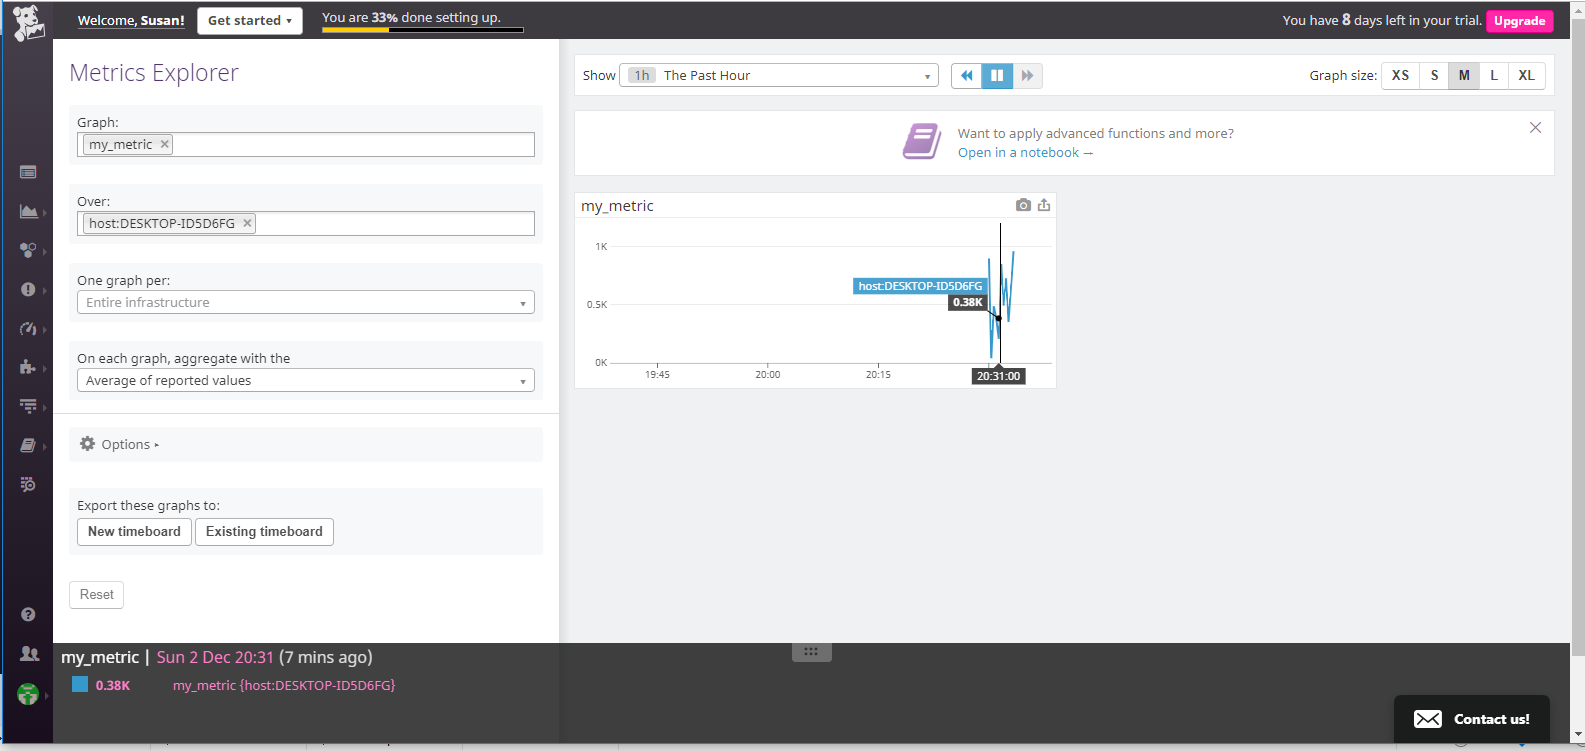 Welcome, Susan!
Get started ▾
You are 33% done setting up.
You have 8 days left in your trial.
Upgrade
Metrics Explorer
Graph:
my_metric ×
Over:
host:DESKTOP-ID5D6FG ×
One graph per:
Entire infrastructure
On each graph, aggregate with the
Average of reported values
Options ▸
Export these graphs to:
New timeboard
Existing timeboard
Reset
Show
1h The Past Hour
Graph size:
XS S M L XL
Want to apply advanced functions and more?
Open in a notebook →
my_metric
1K
host:DESKTOP-ID5D6FG
0.38K
0.5K
0K
19:45 20:00 20:15 20:31:00
my_metric | Sun 2 Dec 20:31 (7 mins ago)
0.38K my_metric {host:DESKTOP-ID5D6FG}
Contact us!